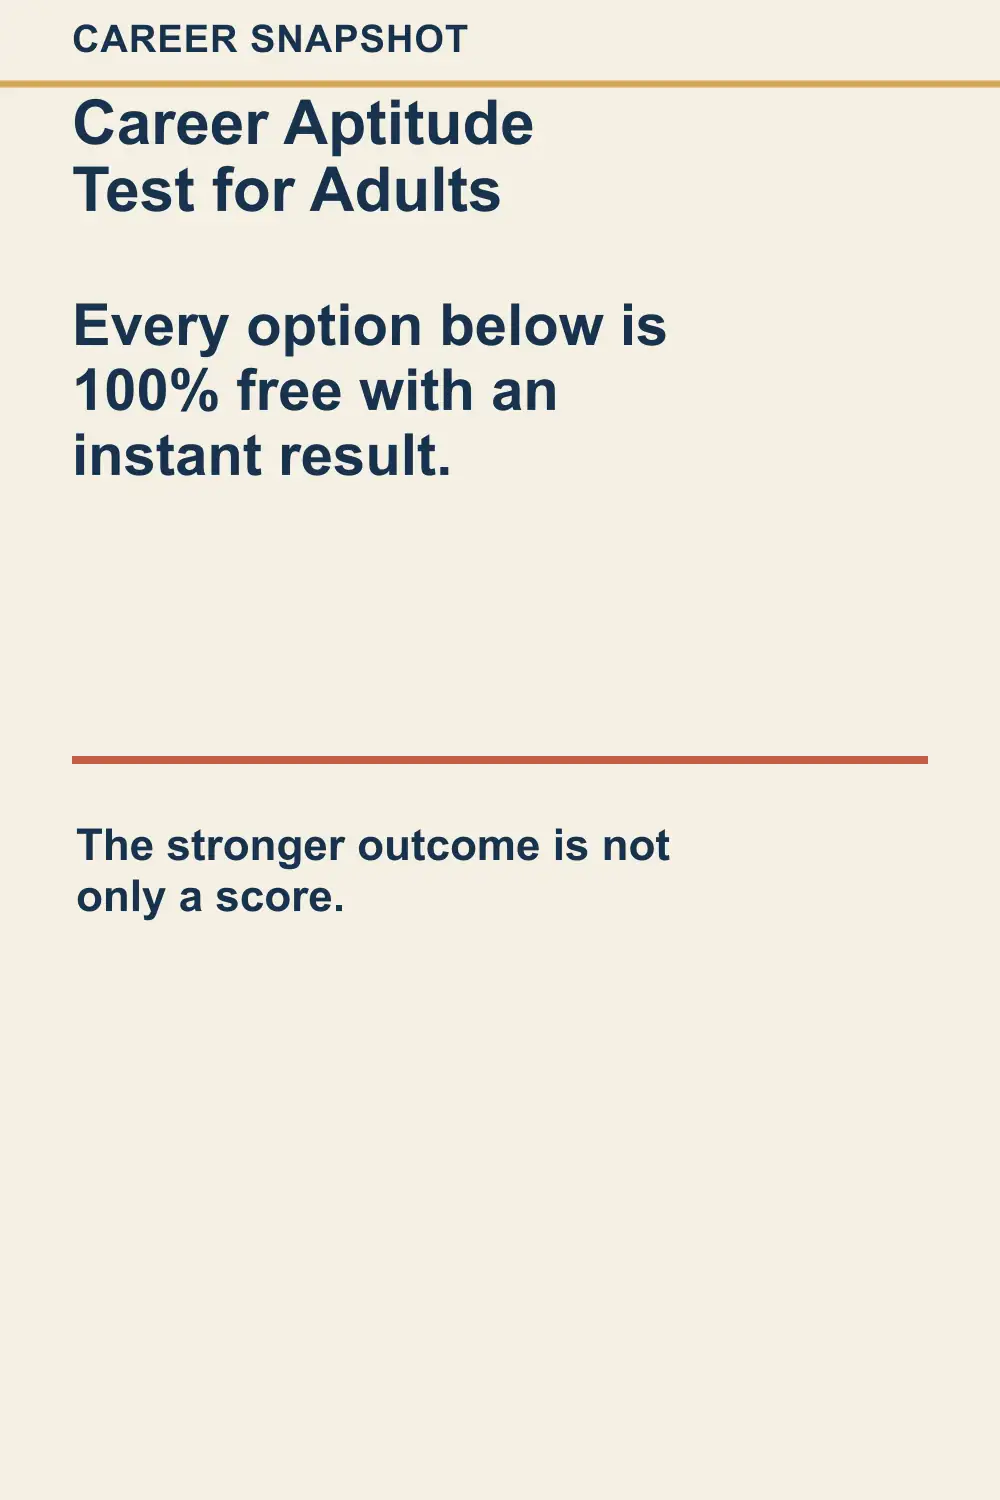 CAREER SNAPSHOT
Career Aptitude
Test for Adults
Every option below is
100% free with an
instant result.
The stronger outcome is not
only a score.